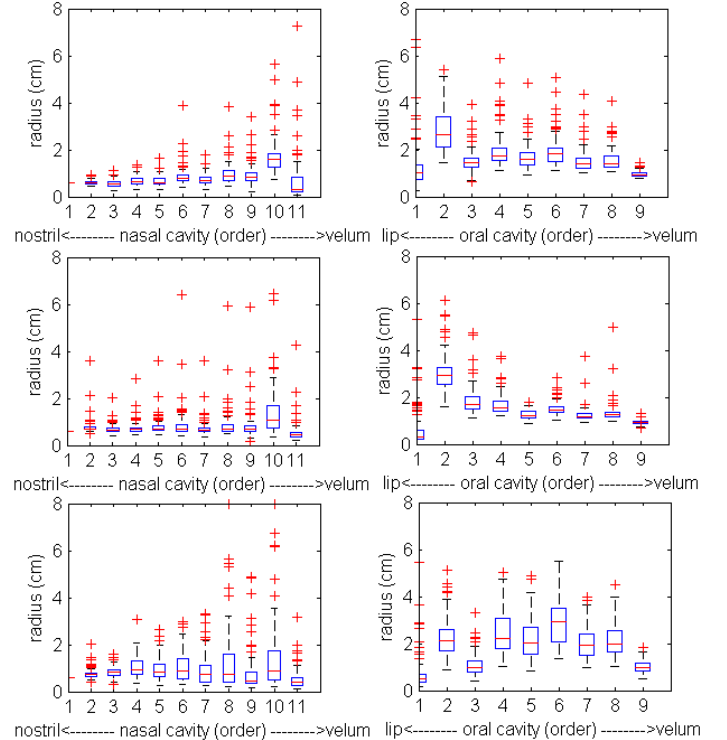 8
6
4
2
0
radius (cm)
1 2 3 4 5 6 7 8 9 10 11
nostril<-------- nasal cavity (order) -------->velum
8
6
4
2
0
radius (cm)
1 2 3 4 5 6 7 8 9
lip<-------- oral cavity (order) -------->velum
8
6
4
2
0
radius (cm)
1 2 3 4 5 6 7 8 9 10 11
nostril<-------- nasal cavity (order) -------->velum
8
6
4
2
0
radius (cm)
1 2 3 4 5 6 7 8 9
lip<-------- oral cavity (order) -------->velum
8
6
4
2
0
radius (cm)
1 2 3 4 5 6 7 8 9 10 11
nostril<-------- nasal cavity (order) -------->velum
8
6
4
2
0
radius (cm)
1 2 3 4 5 6 7 8 9
lip<-------- oral cavity (order) -------->velum